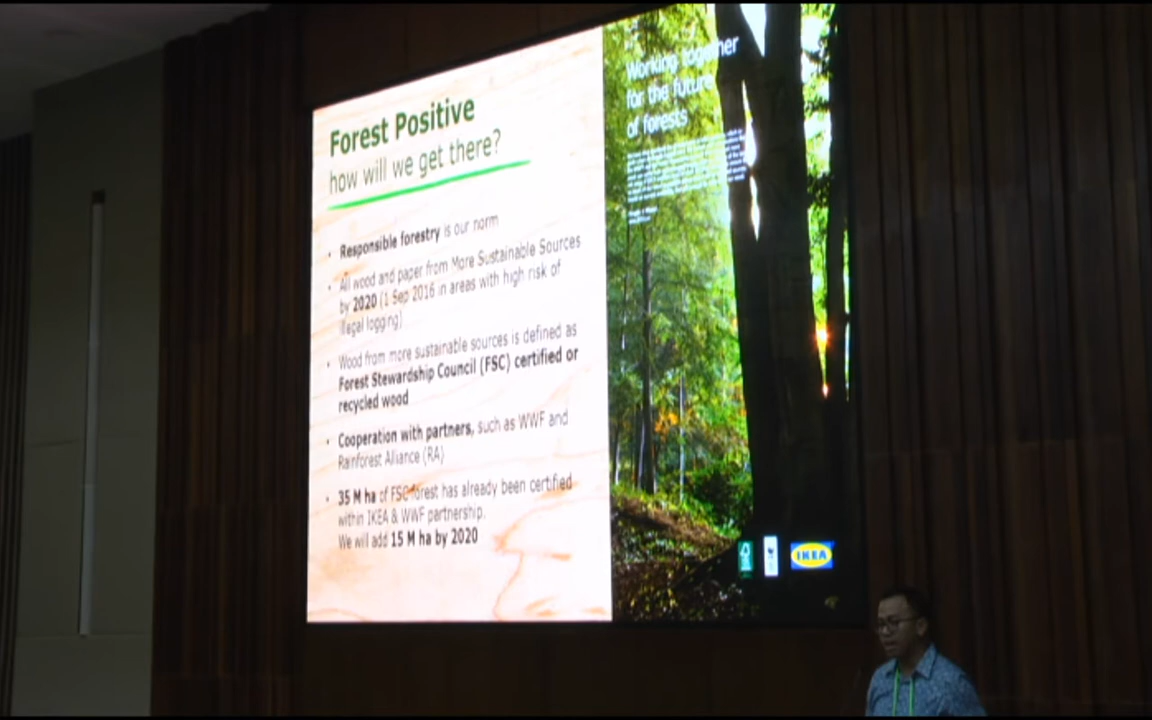 Forest Positive
how will we get there?
• Responsible forestry is our norm
• All wood and paper from More Sustainable Sources
by 2020 (1 Sep 2016 in areas with high risk of
illegal logging)
• Wood from more sustainable sources is defined as
Forest Stewardship Council (FSC) certified or
recycled wood
• Cooperation with partners, such as WWF and
Rainforest Alliance (RA)
• 35 M ha of FSC forest has already been certified
within IKEA & WWF partnership.
We will add 15 M ha by 2020
Working together
for the future
of forests
IKEA